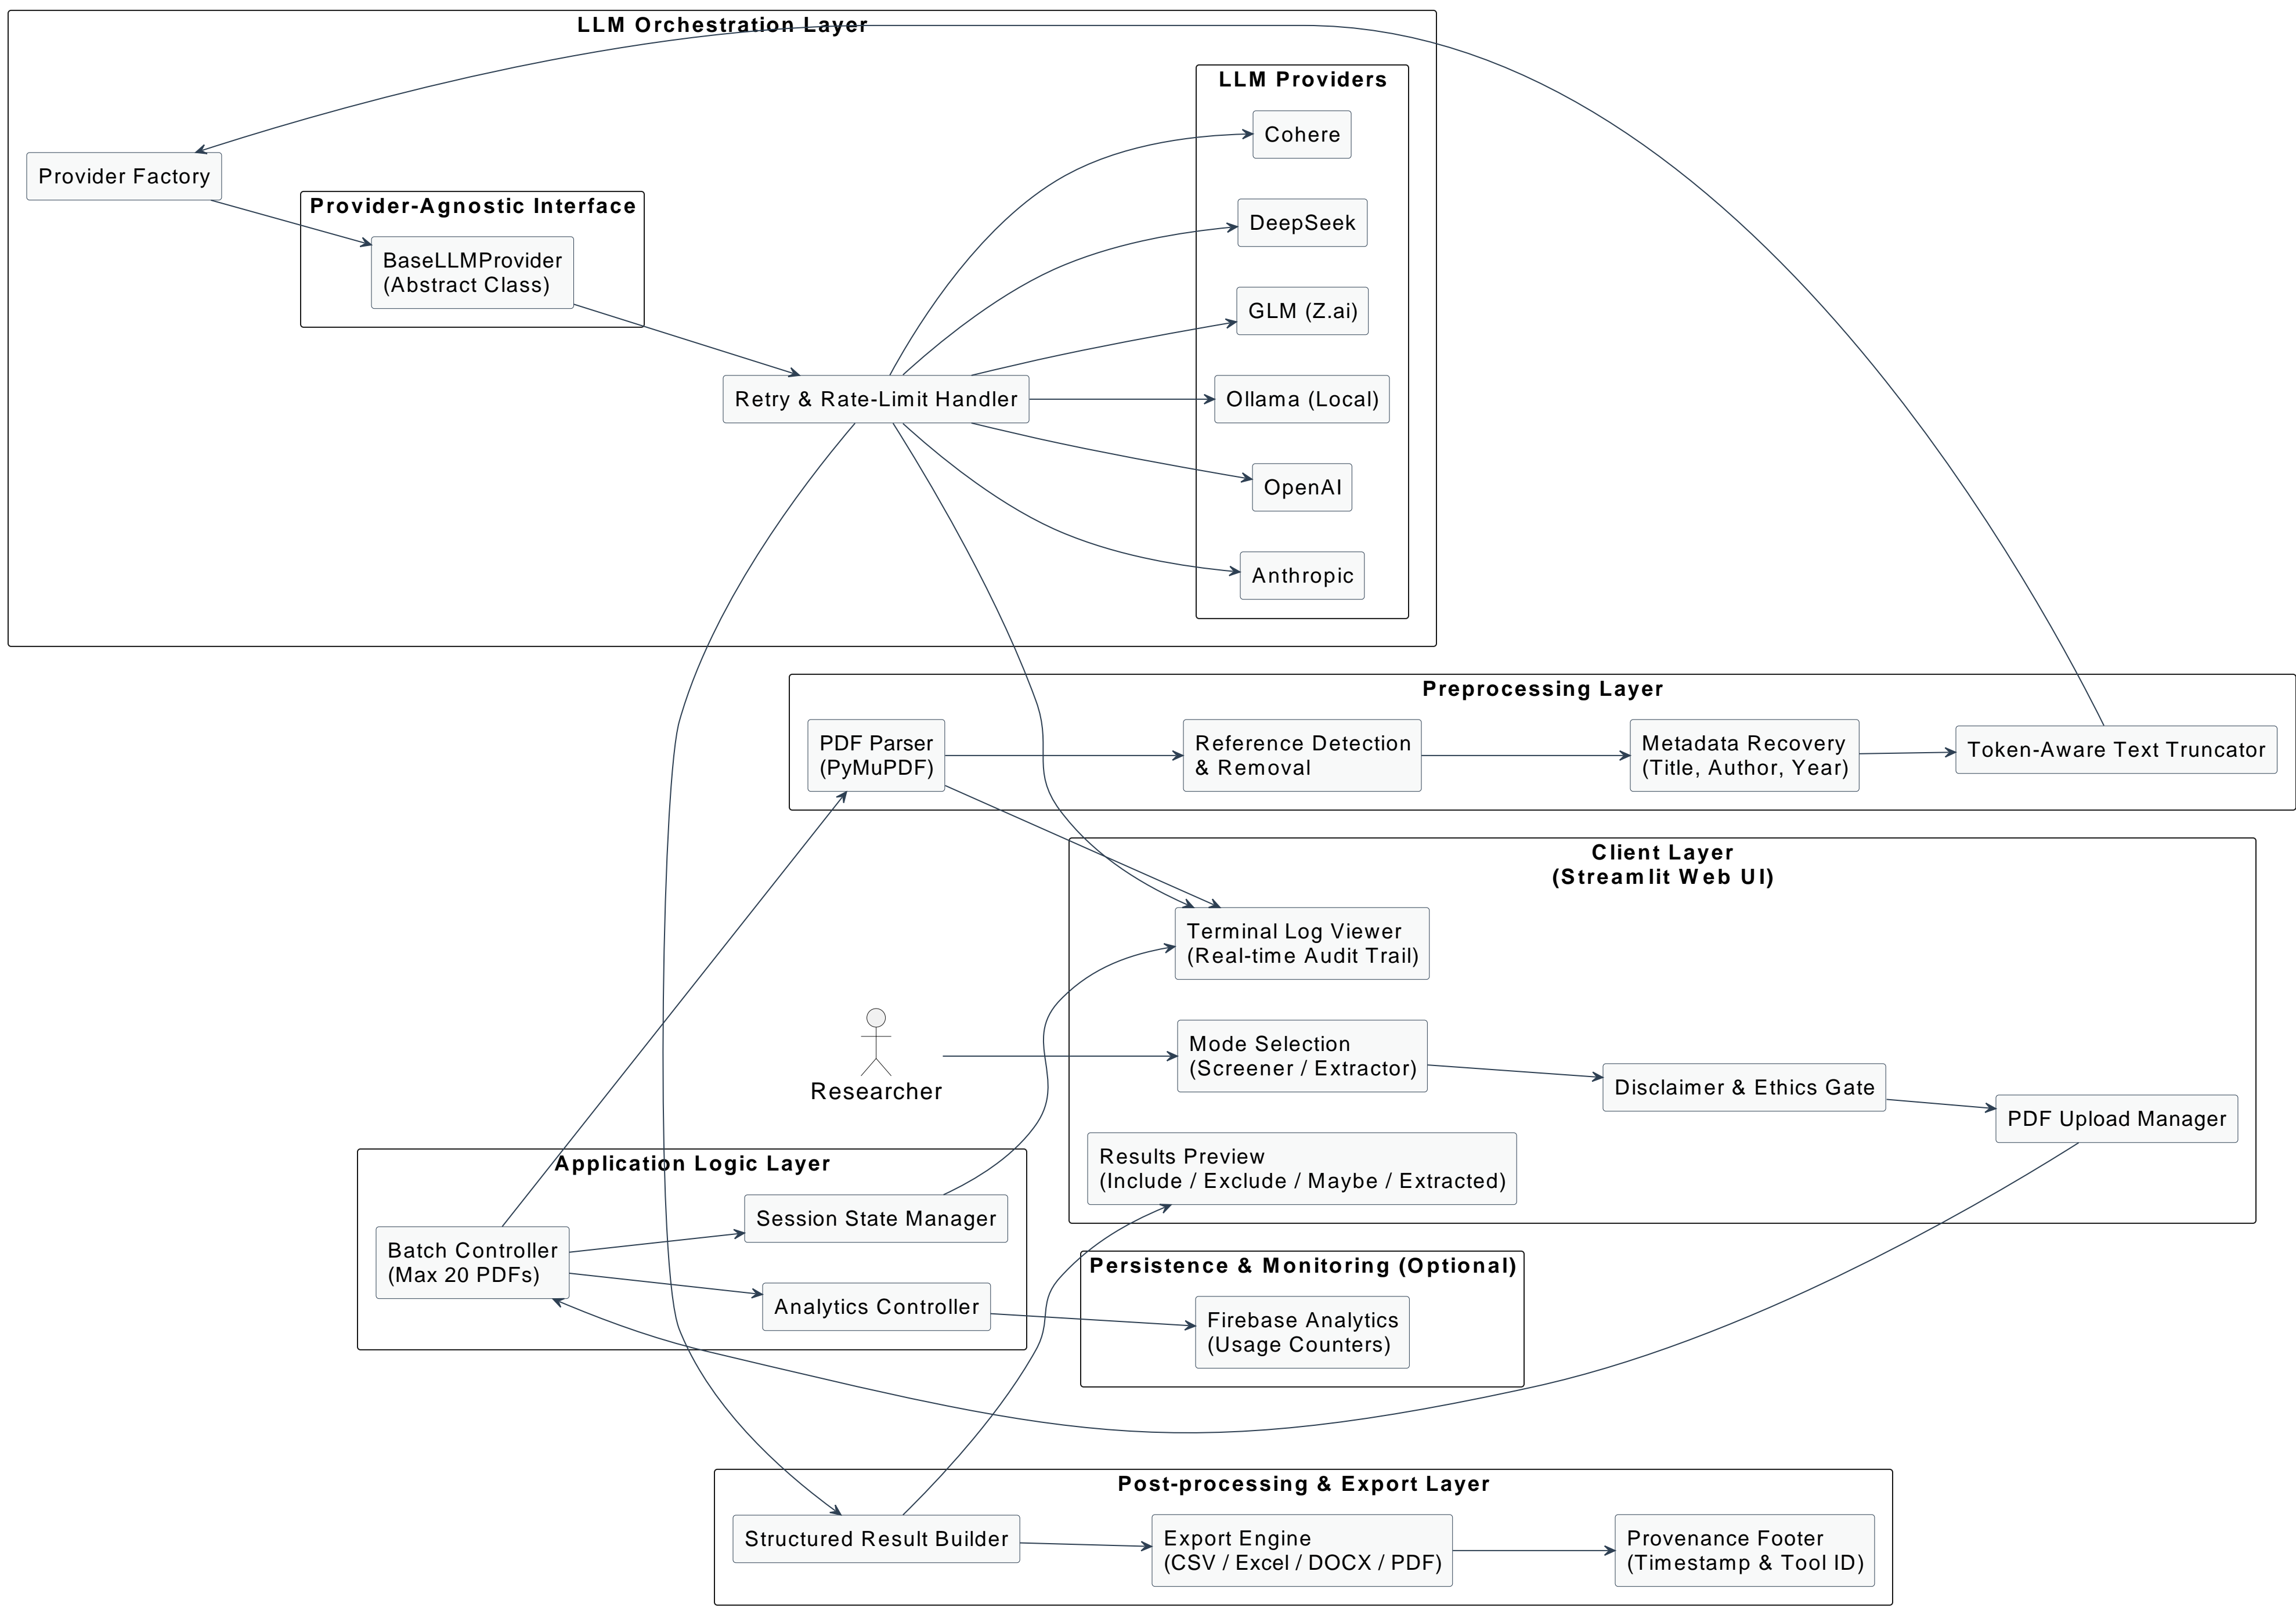 LLM Orchestration Layer
LLM Providers
Cohere
Provider Factory
Provider-Agnostic Interface
DeepSeek
BaseLLMProvider
(Abstract Class)
GLM (Z.ai)
Retry & Rate-Limit Handler
Ollama (Local)
OpenAI
Anthropic
Preprocessing Layer
PDF Parser
(PyMuPDF)
Reference Detection
& Removal
Metadata Recovery
(Title, Author, Year)
Token-Aware Text Truncator
Client Layer
(Streamlit Web UI)
Terminal Log Viewer
(Real-time Audit Trail)
Researcher
Mode Selection
(Screener / Extractor)
Disclaimer & Ethics Gate
PDF Upload Manager
Results Preview
(Include / Exclude / Maybe / Extracted)
Application Logic Layer
Session State Manager
Batch Controller
(Max 20 PDFs)
Analytics Controller
Persistence & Monitoring (Optional)
Firebase Analytics
(Usage Counters)
Post-processing & Export Layer
Structured Result Builder
Export Engine
(CSV / Excel / DOCX / PDF)
Provenance Footer
(Timestamp & Tool ID)